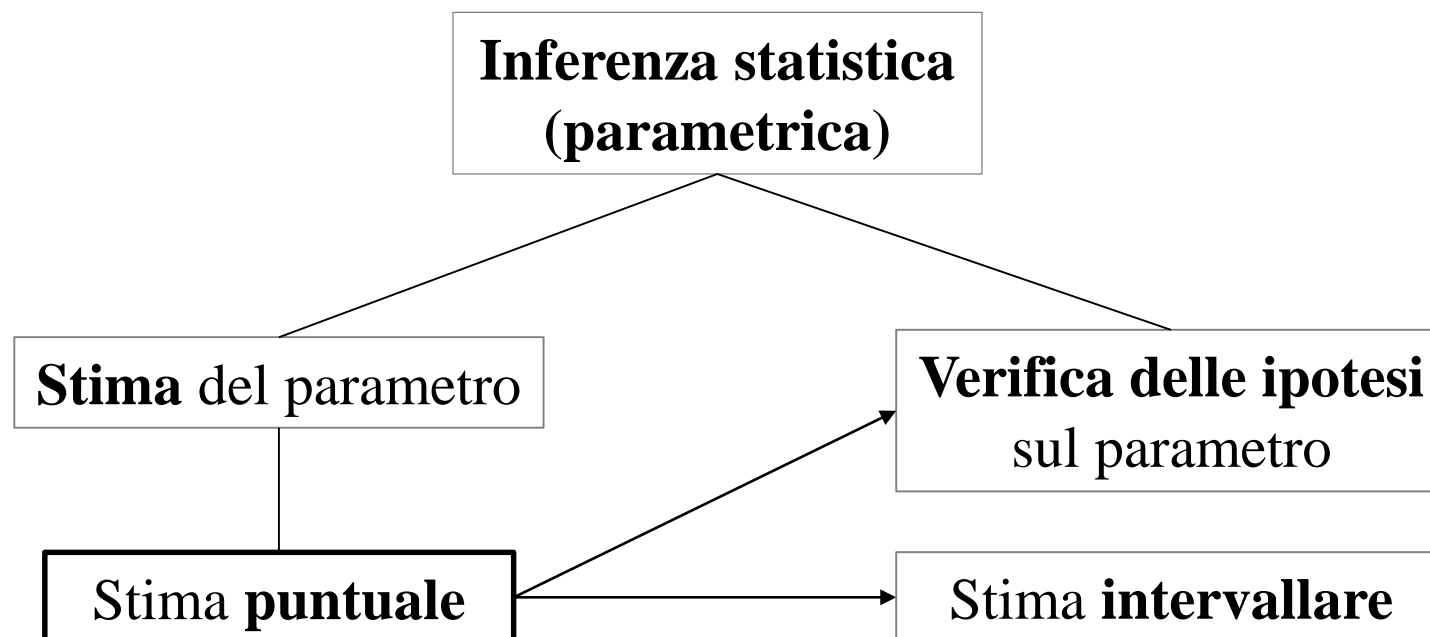 Inferenza statistica
(parametrica)
Stima del parametro
Verifica delle ipotesi
sul parametro
Stima puntuale
Stima intervallare